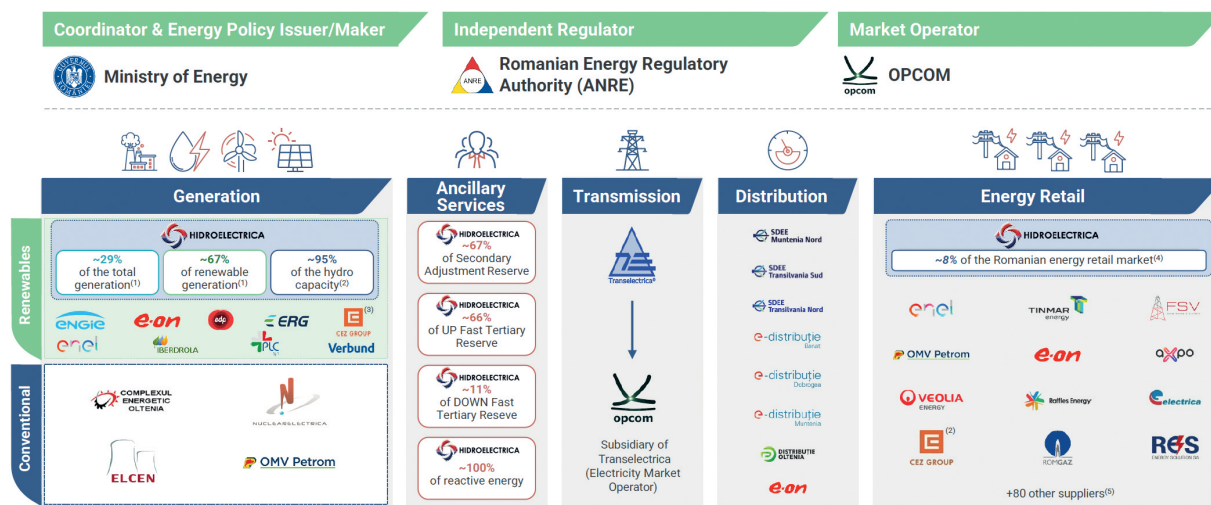 Coordinator & Energy Policy Issuer/Maker
Independent Regulator
Market Operator
GUVERNUL ROMÂNIEI
Ministry of Energy
ANRE
Romanian Energy Regulatory
Authority (ANRE)
opcom
OPCOM
Generation
Ancillary
Services
Transmission
Distribution
Energy Retail
Renewables
HIDROELECTRICA
~29%
of the total
generation(1)
~67%
of renewable
generation(1)
~95%
of the hydro
capacity(2)
ENGIE
e·on
edp
ERG
CEZ GROUP
(3)
enel
IBERDROLA
PLC
Verbund
Conventional
COMPLEXUL
ENERGETIC
OLTENIA
NUCLEARELECTRICA
ELCEN
OMV Petrom
HIDROELECTRICA
~67%
of Secondary
Adjustment Reserve
HIDROELECTRICA
~66%
of UP Fast Tertiary
Reserve
HIDROELECTRICA
~11%
of DOWN Fast
Tertiary Reseve
HIDROELECTRICA
~100%
of reactive energy
Transelectrica®
opcom
Subsidiary of
Transelectrica
(Electricity Market
Operator)
SDEE
Muntenia Nord
SDEE
Transilvania Sud
SDEE
Transilvania Nord
e-distribuție
Banat
e-distribuție
Dobrogea
e-distribuție
Muntenia
DISTRIBUȚIE
OLTENIA
e·on
HIDROELECTRICA
~8% of the Romanian energy retail market(4)
enel
TINMAR
energy
FSV
OMV Petrom
e·on
axpo
VEOLIA
ENERGY
Raffles Energy
electrica
CEZ GROUP
(2)
ROMGAZ
RES
+80 other suppliers(5)